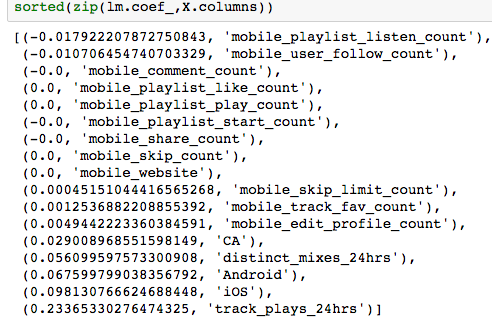 sorted(zip(lm.coef_,X.columns))
[(-0.017922207872750843, 'mobile_playlist_listen_count'),
(-0.010706454740703329, 'mobile_user_follow_count'),
(-0.0, 'mobile_comment_count'),
(0.0, 'mobile_playlist_like_count'),
(0.0, 'mobile_playlist_play_count'),
(-0.0, 'mobile_playlist_start_count'),
(-0.0, 'mobile_share_count'),
(0.0, 'mobile_skip_count'),
(0.0, 'mobile_website'),
(0.00045151044416565268, 'mobile_skip_limit_count'),
(0.0012536882208855392, 'mobile_track_fav_count'),
(0.0049442223360384591, 'mobile_edit_profile_count'),
(0.029008968551598149, 'CA'),
(0.056099597573300908, 'distinct_mixes_24hrs'),
(0.067599799038356792, 'Android'),
(0.098130766624688448, 'iOS'),
(0.23365330276474325, 'track_plays_24hrs')]